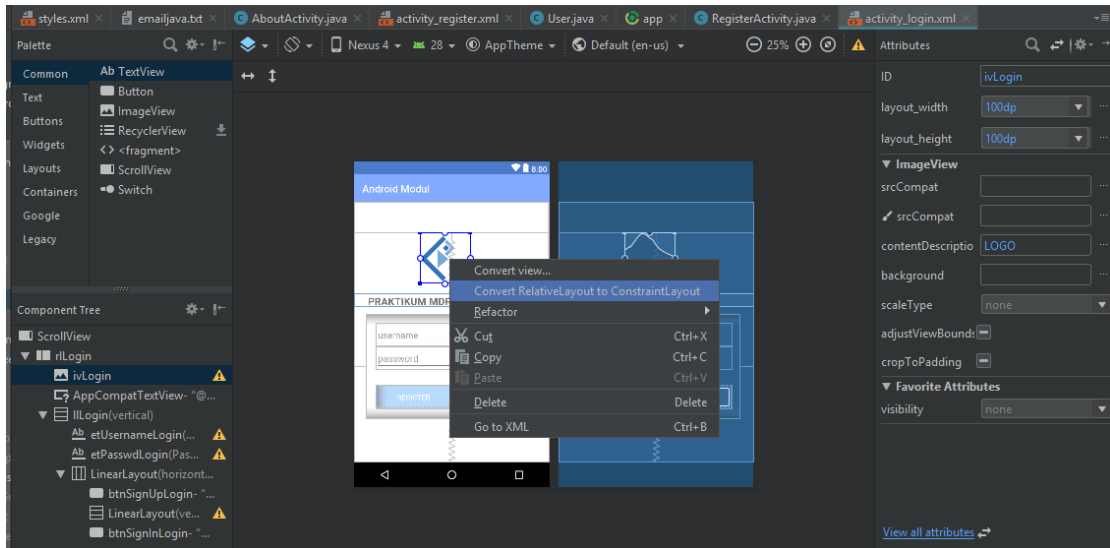 styles.xml
emailjava.txt
AboutActivity.java
activity_register.xml
User.java
app
RegisterActivity.java
activity_login.xml
Palette
Nexus 4
28
AppTheme
Default (en-us)
25%
Attributes
Common
Text
Buttons
Widgets
Layouts
Containers
Google
Legacy
Ab TextView
Button
ImageView
RecyclerView
<fragment>
ScrollView
Switch
8:00
Android Modul
PRAKTIKUM MDP
username
password
REGISTER
Convert view...
Convert RelativeLayout to ConstraintLayout
Refactor
Cut Ctrl+X
Copy Ctrl+C
Paste Ctrl+V
Delete Delete
Go to XML Ctrl+B
Component Tree
ScrollView
rlLogin
ivLogin
AppCompatTextView- "@...
llLogin(vertical)
Ab etUsernameLogin(...
Ab etPasswdLogin(Pas...
LinearLayout(horizont...
btnSignUpLogin- "...
LinearLayout(ve...
btnSignInLogin- "...
ID ivLogin
layout_width 100dp
layout_height 100dp
ImageView
srcCompat
srcCompat
contentDescriptio LOGO
background
scaleType none
adjustViewBounds
cropToPadding
Favorite Attributes
visibility none
View all attributes